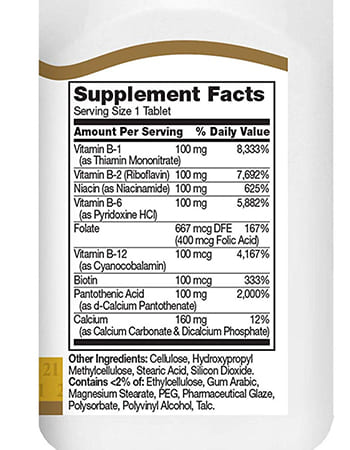 Supplement Facts
Serving Size 1 Tablet
Amount Per Serving % Daily Value
Vitamin B-1 100 mg 8,333%
(as Thiamin Mononitrate)
Vitamin B-2 (Riboflavin) 100 mg 7,692%
Niacin (as Niacinamide) 100 mg 625%
Vitamin B-6 100 mg 5,882%
(as Pyridoxine HCl)
Folate 667 mcg DFE 167%
(400 mcg Folic Acid)
Vitamin B-12 100 mcg 4,167%
(as Cyanocobalamin)
Biotin 100 mcg 333%
Pantothenic Acid 100 mg 2,000%
(as d-Calcium Pantothenate)
Calcium 160 mg 12%
(as Calcium Carbonate & Dicalcium Phosphate)
Other Ingredients: Cellulose, Hydroxypropyl
Methylcellulose, Stearic Acid, Silicon Dioxide.
Contains <2% of: Ethylcellulose, Gum Arabic,
Magnesium Stearate, PEG, Pharmaceutical Glaze,
Polysorbate, Polyvinyl Alcohol, Talc.
21
1 2